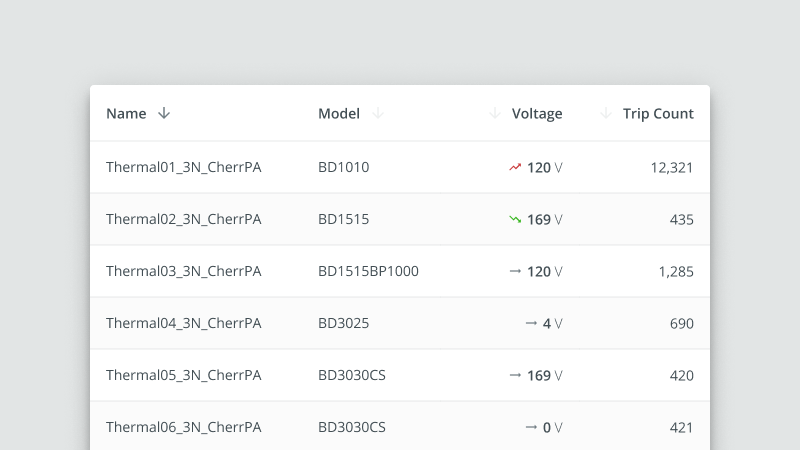 Name Model Voltage Trip Count
Thermal01_3N_CherrPA BD1010 120 V 12,321
Thermal02_3N_CherrPA BD1515 169 V 435
Thermal03_3N_CherrPA BD1515BP1000 120 V 1,285
Thermal04_3N_CherrPA BD3025 4 V 690
Thermal05_3N_CherrPA BD3030CS 169 V 420
Thermal06_3N_CherrPA BD3030CS 0 V 421